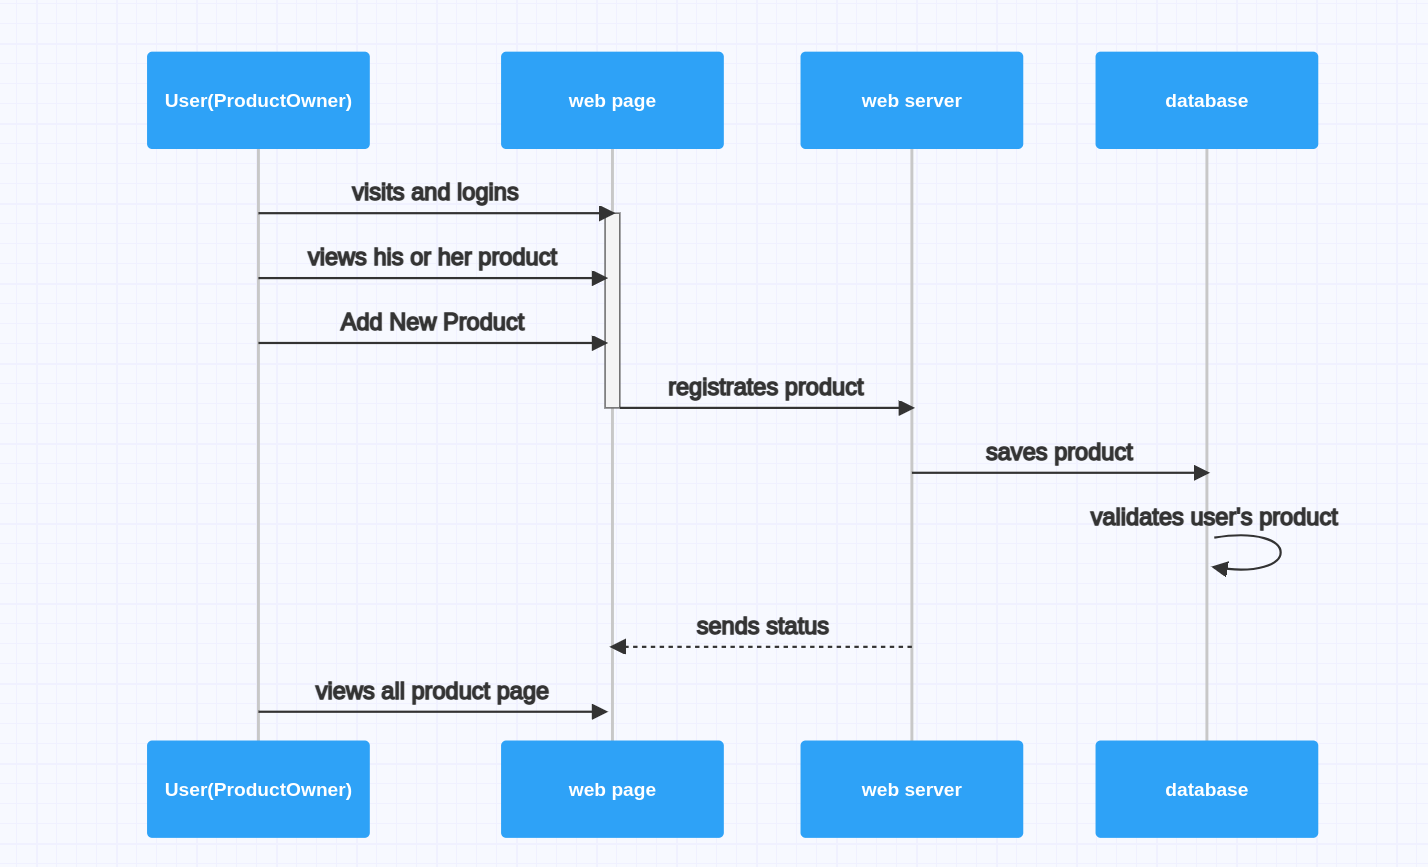 User(ProductOwner)
web page
web server
database
visits and logins
views his or her product
Add New Product
registrates product
saves product
validates user's product
sends status
views all product page
User(ProductOwner)
web page
web server
database